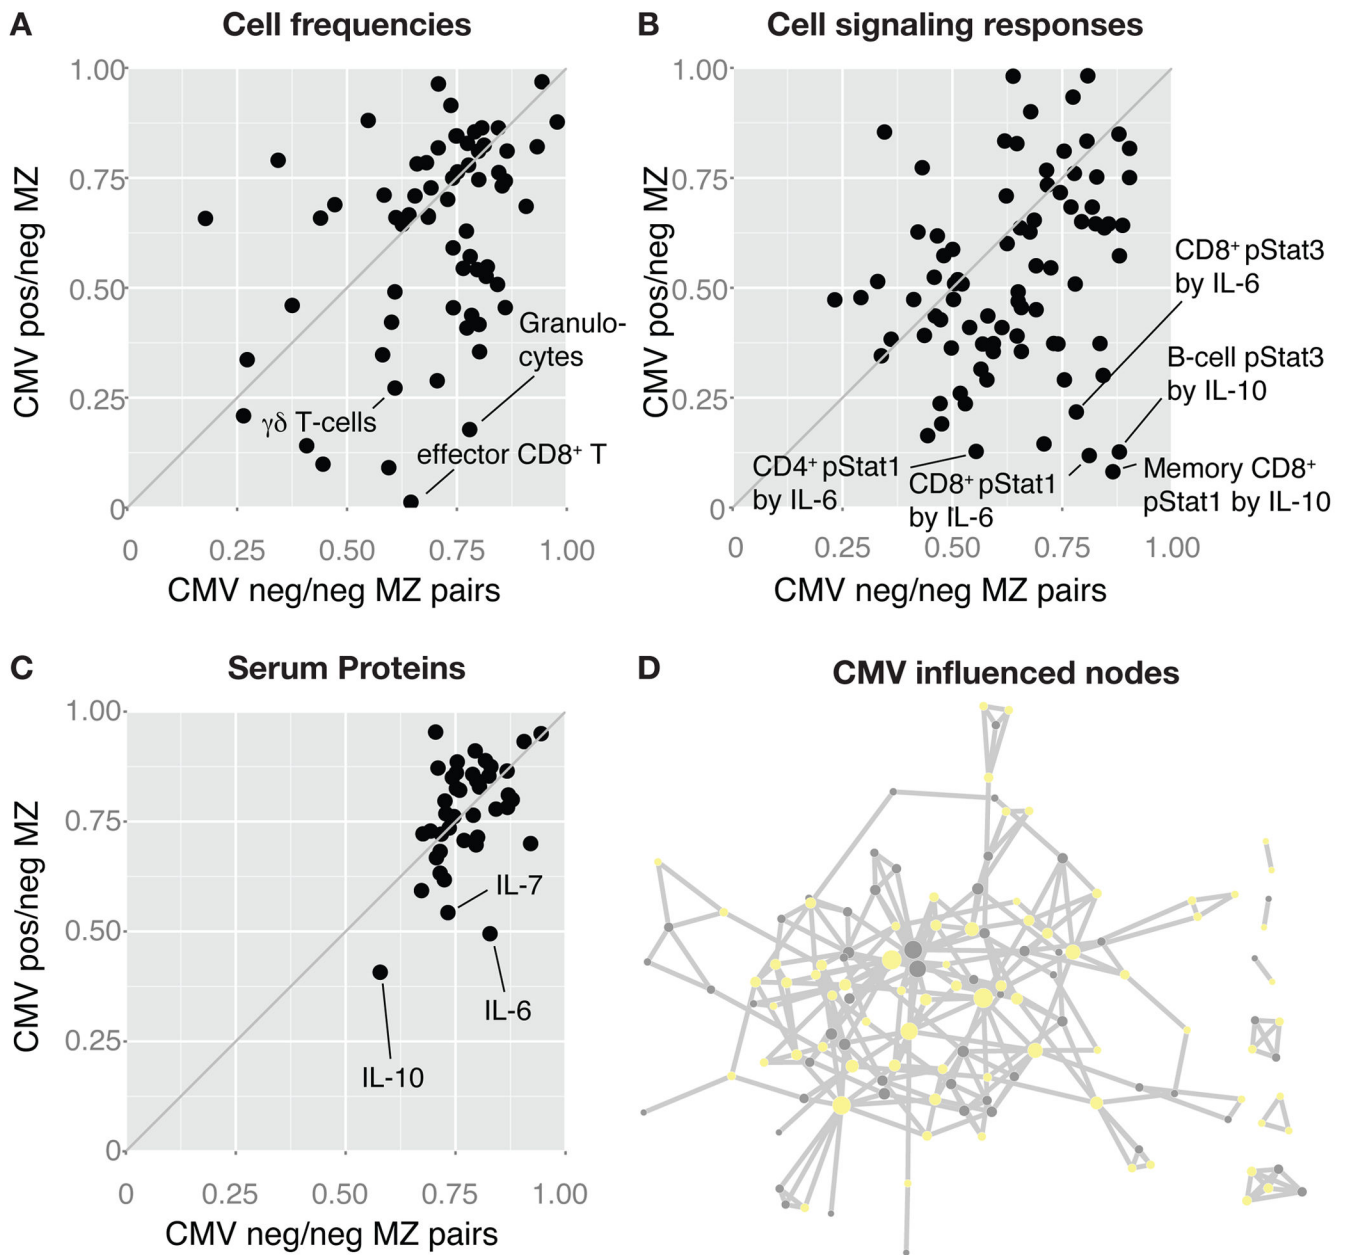 A
Cell frequencies
CMV pos/neg MZ
1.00
0.75
0.50
0.25
0
Granulo-
cytes
γδ T-cells
effector CD8+ T
0 0.25 0.50 0.75 1.00
CMV neg/neg MZ pairs
B
Cell signaling responses
CMV pos/neg MZ
1.00
0.75
0.50
0.25
0
CD8+ pStat3
by IL-6
B-cell pStat3
by IL-10
CD4+ pStat1
by IL-6
CD8+ pStat1
by IL-6
Memory CD8+
pStat1 by IL-10
0 0.25 0.50 0.75 1.00
CMV neg/neg MZ pairs
C
Serum Proteins
CMV pos/neg MZ
1.00
0.75
0.50
0.25
0
IL-7
IL-6
IL-10
0 0.25 0.50 0.75 1.00
CMV neg/neg MZ pairs
D
CMV influenced nodes